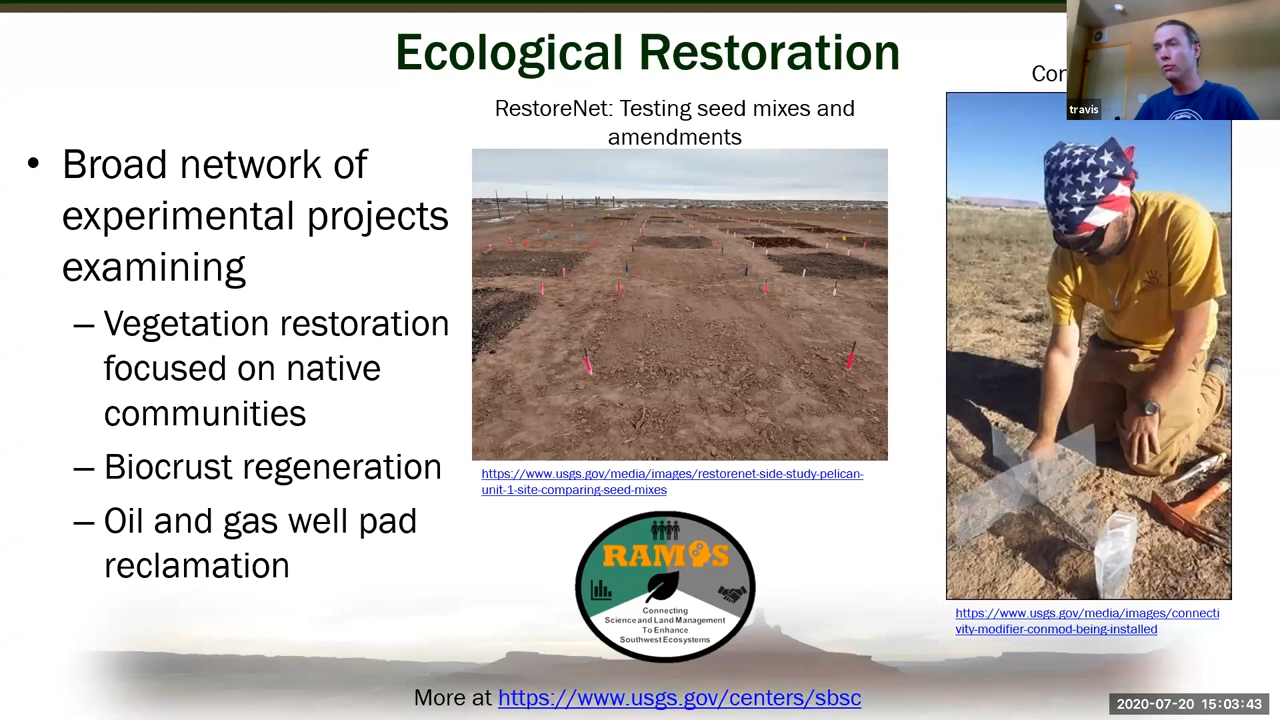 Ecological Restoration
• Broad network of
experimental projects
examining
– Vegetation restoration
focused on native
communities
– Biocrust regeneration
– Oil and gas well pad
reclamation
RestoreNet: Testing seed mixes and
amendments
https://www.usgs.gov/media/images/restorenet-side-study-pelican-
unit-1-site-comparing-seed-mixes
RAMPS
Connecting
Science and Land Management
To Enhance
Southwest Ecosystems
travis
https://www.usgs.gov/media/images/connecti
vity-modifier-conmod-being-installed
More at https://www.usgs.gov/centers/sbsc
2020-07-20 15:03:43